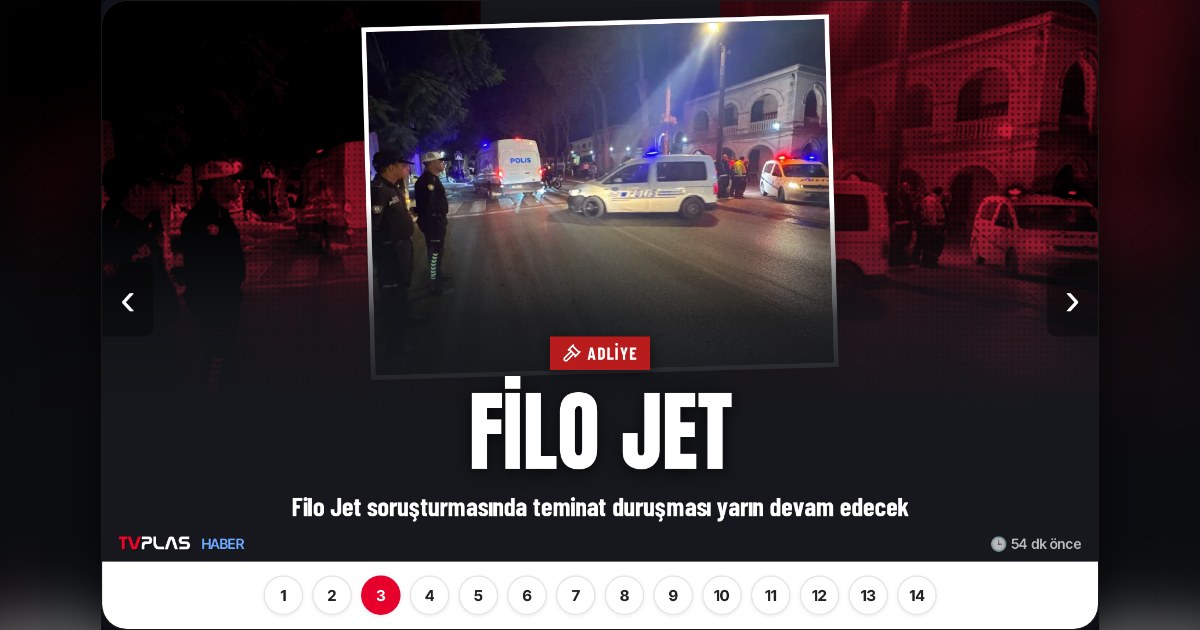 POLIS
ADLİYE
FİLO JET
Filo Jet soruşturmasında teminat duruşması yarın devam edecek
TVPLAS HABER
54 dk önce
1 2 3 4 5 6 7 8 9 10 11 12 13 14